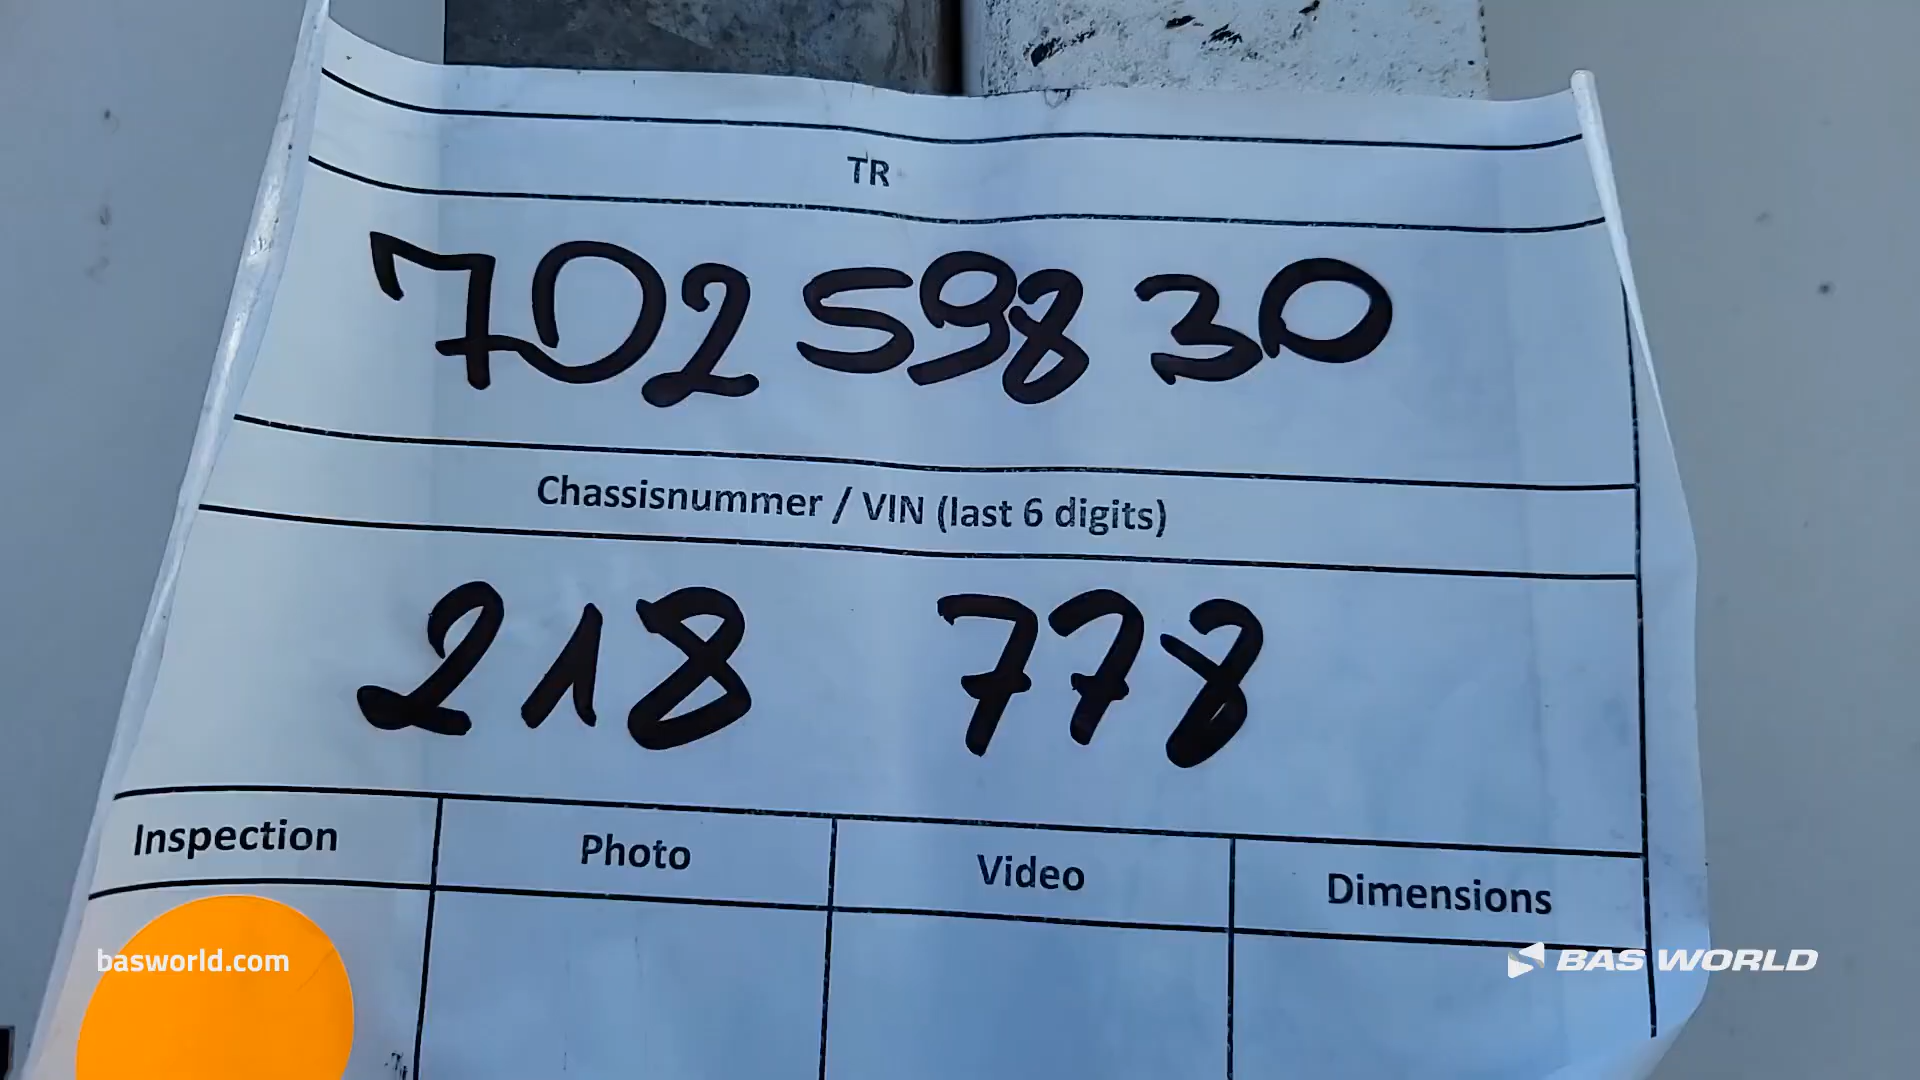 TR
70259830
Chassisnummer / VIN (last 6 digits)
218 778
Inspection Photo Video Dimensions
basworld.com
BAS WORLD